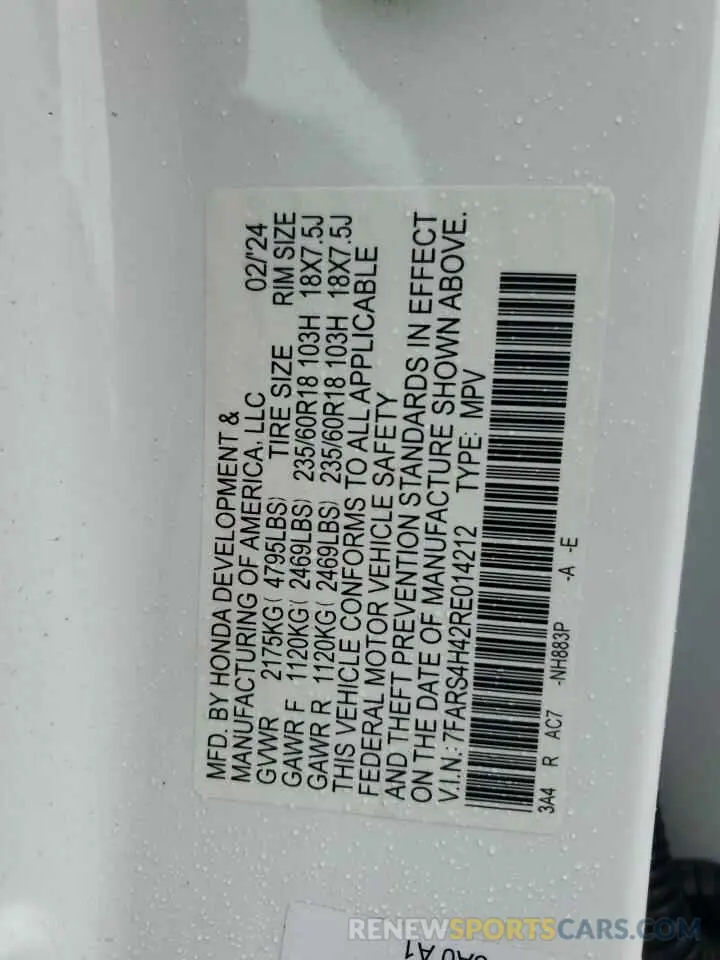 MFD. BY HONDA DEVELOPMENT &
MANUFACTURING OF AMERICA, LLC 02/'24
GVWR 2175KG( 4795LBS) TIRE SIZE RIM SIZE
GAWR F 1120KG( 2469LBS) 235/60R18 103H 18X7.5J
GAWR R 1120KG( 2469LBS) 235/60R18 103H 18X7.5J
THIS VEHICLE CONFORMS TO ALL APPLICABLE
FEDERAL MOTOR VEHICLE SAFETY
AND THEFT PREVENTION STANDARDS IN EFFECT
ON THE DATE OF MANUFACTURE SHOWN ABOVE.
V.I.N.: 7FARS4H42RE014212 TYPE: MPV
3A4 R AC7 -NH883P -A -E
A1
RENEWSPORTSCARS.COM